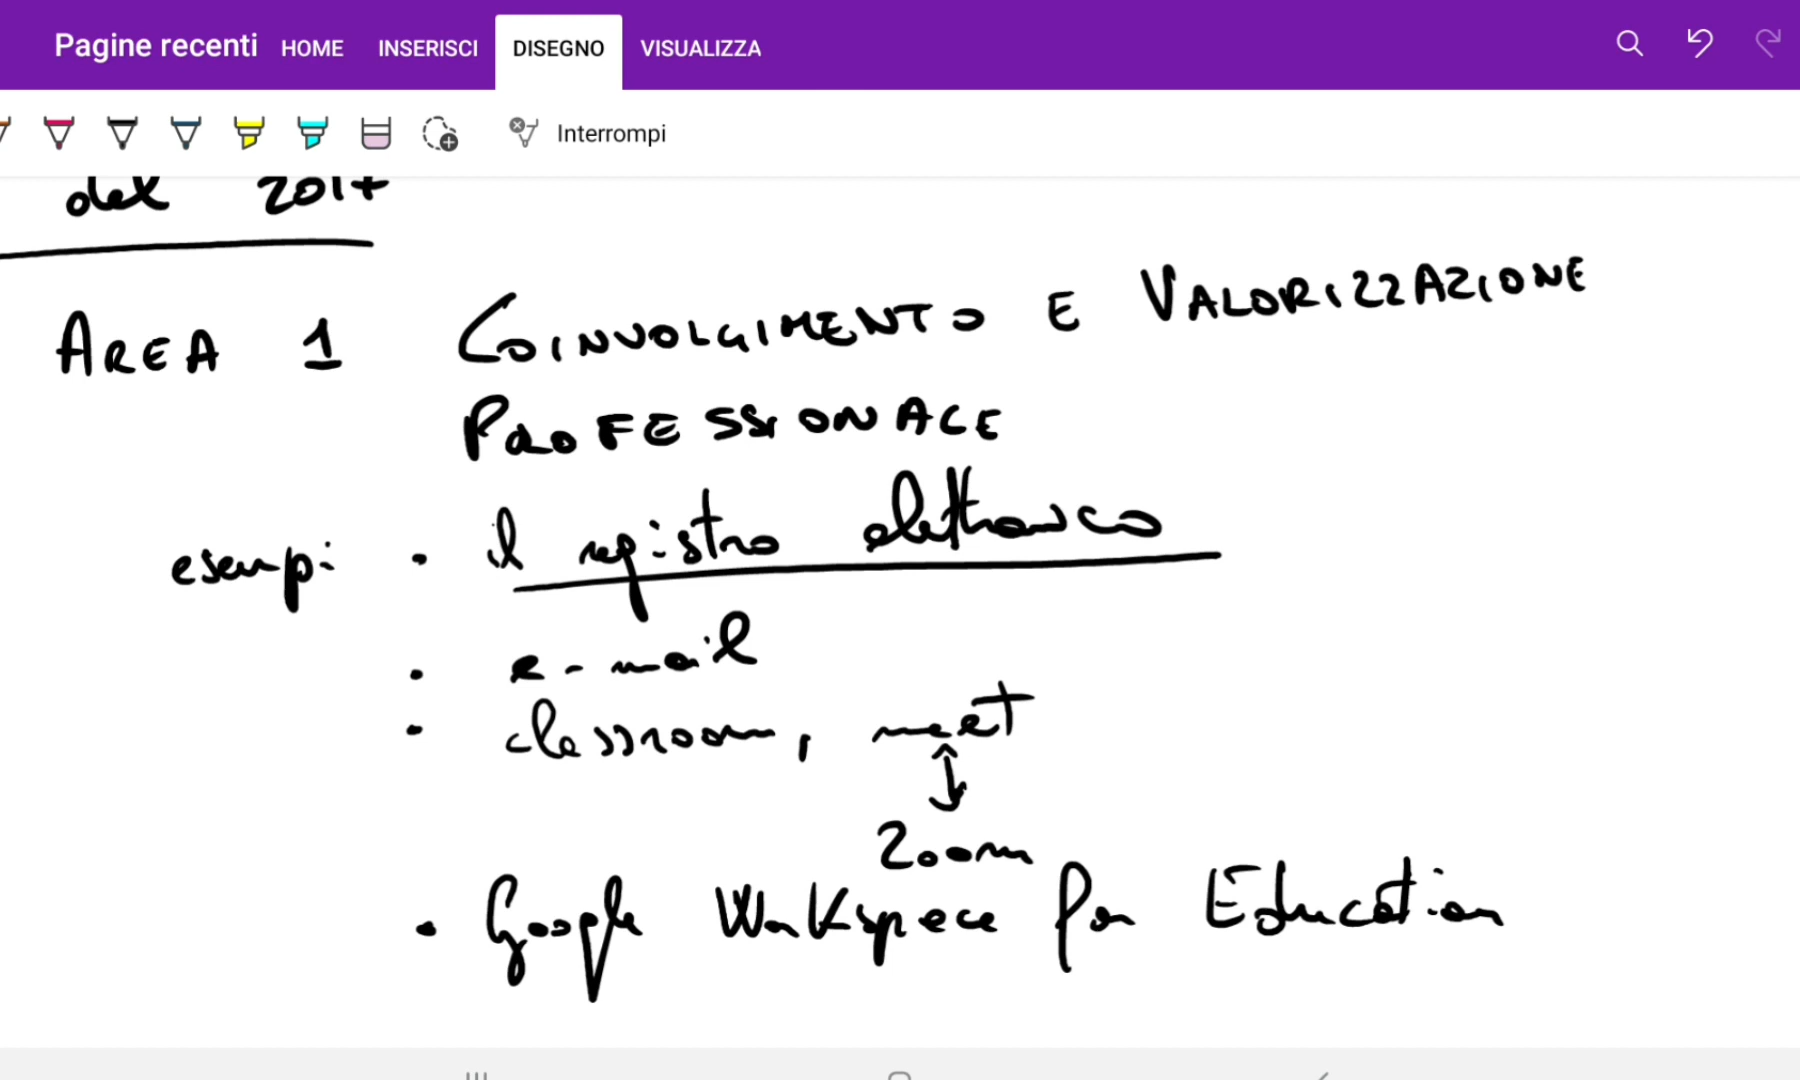 Pagine recenti HOME INSERISCI DISEGNO VISUALIZZA
Interrompi
del 2017
AREA 1 COINVOLGIMENTO E VALORIZZAZIONE
PROFESSIONALE
esempi • il registro elettronico
• e-mail
• classroom, meet
Zoom
• Google Workspace for Education